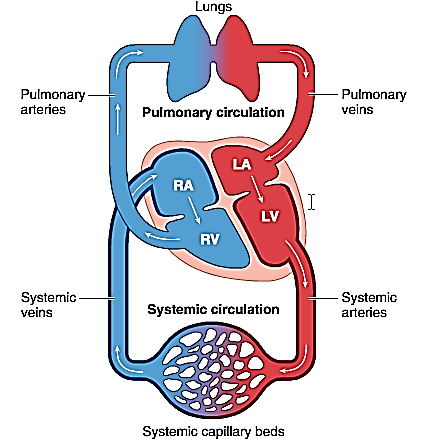 Lungs
Pulmonary
arteries
Pulmonary
veins
Pulmonary circulation
LA
RA
LV
RV
Systemic
veins
Systemic circulation
Systemic
arteries
Systemic capillary beds